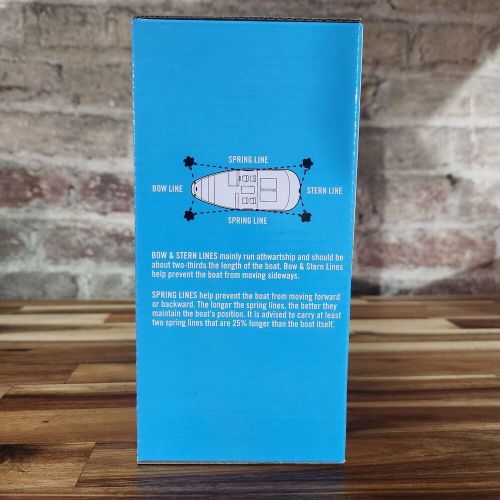 SPRING LINE
BOW LINE
STERN LINE
SPRING LINE
BOW & STERN LINES mainly run athwartship and should be
about two-thirds the length of the boat. Bow & Stern Lines
help prevent the boat from moving sideways.
SPRING LINES help prevent the boat from moving forward
or backward. The longer the spring lines, the better they
maintain the boat's position. It is advised to carry at least
two spring lines that are 25% longer than the boat itself.